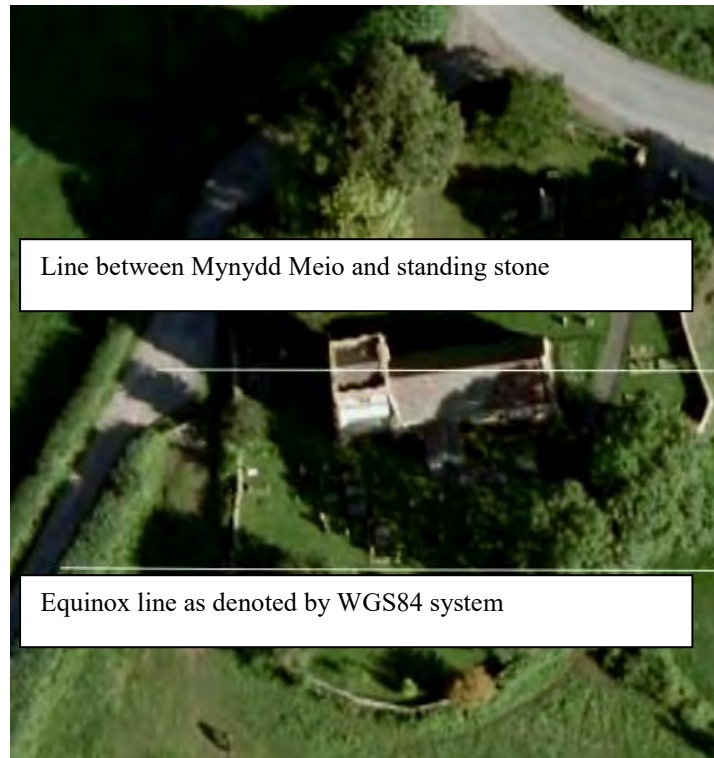 Line between Mynydd Meio and standing stone
Equinox line as denoted by WGS84 system